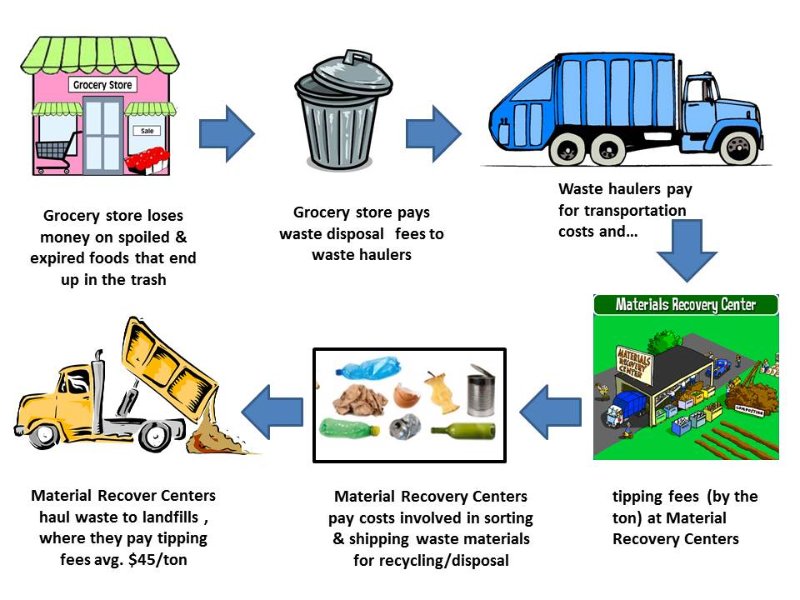 Grocery Store
Sale
Grocery store loses
money on spoiled &
expired foods that end
up in the trash
Grocery store pays
waste disposal fees to
waste haulers
Waste haulers pay
for transportation
costs and…
Materials Recovery Center
MATERIALS
RECOVERY
CENTER
COMPOSTING
tipping fees (by the
ton) at Material
Recovery Centers
Material Recovery Centers
pay costs involved in sorting
& shipping waste materials
for recycling/disposal
Material Recover Centers
haul waste to landfills ,
where they pay tipping
fees avg. $45/ton